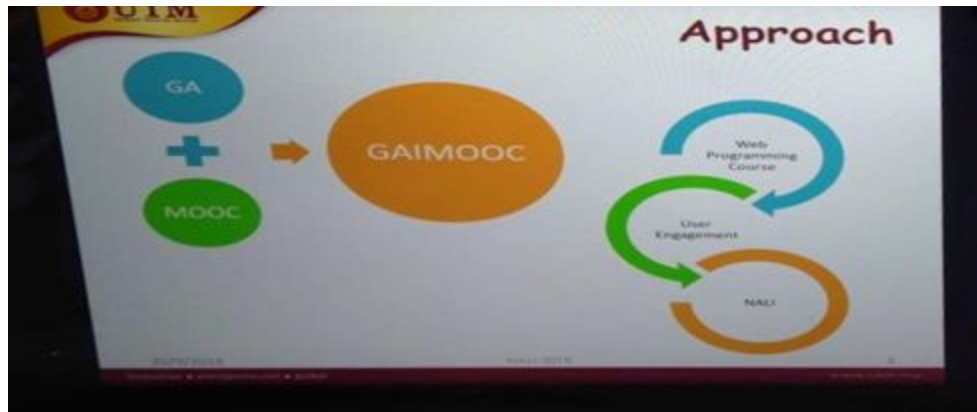 UTM
Approach
GA
MOOC
GAIMOOC
Web
Programming
Course
User
Engagement
NALI